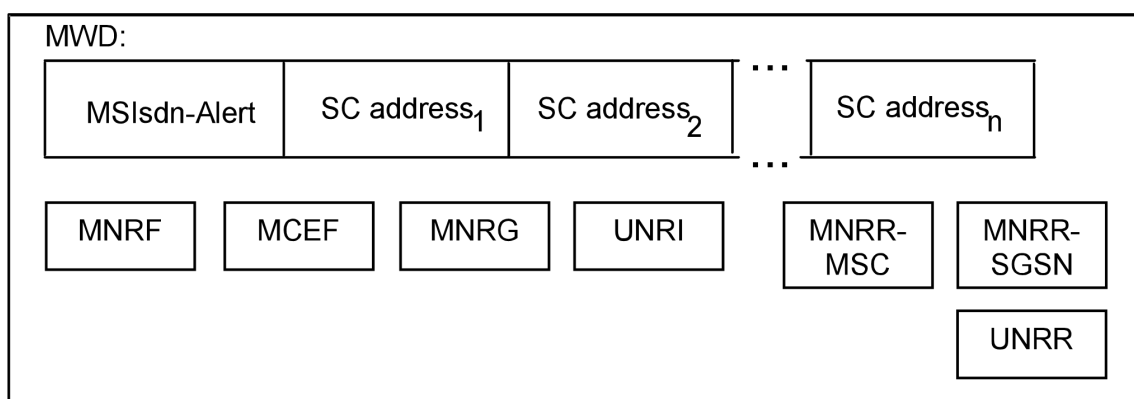 MWD:
MSIsdn-Alert SC address1 SC address2 ... SC addressn
...
MNRF MCEF MNRG UNRI MNRR-MSC MNRR-SGSN
UNRR